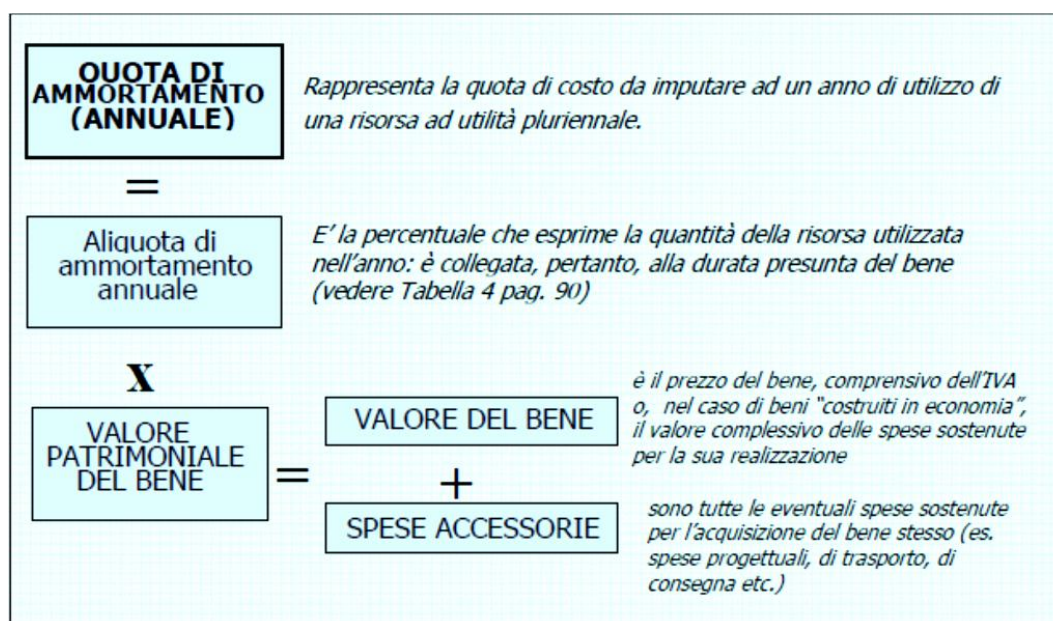 QUOTA DI
AMMORTAMENTO
(ANNUALE)
Rappresenta la quota di costo da imputare ad un anno di utilizzo di
una risorsa ad utilità pluriennale.
=
Aliquota di
ammortamento
annuale
E' la percentuale che esprime la quantità della risorsa utilizzata
nell'anno: è collegata, pertanto, alla durata presunta del bene
(vedere Tabella 4 pag. 90)
X
VALORE
PATRIMONIALE
DEL BENE
=
VALORE DEL BENE
è il prezzo del bene, comprensivo dell'IVA
o, nel caso di beni "costruiti in economia",
il valore complessivo delle spese sostenute
per la sua realizzazione
+
SPESE ACCESSORIE
sono tutte le eventuali spese sostenute
per l'acquisizione del bene stesso (es.
spese progettuali, di trasporto, di
consegna etc.)